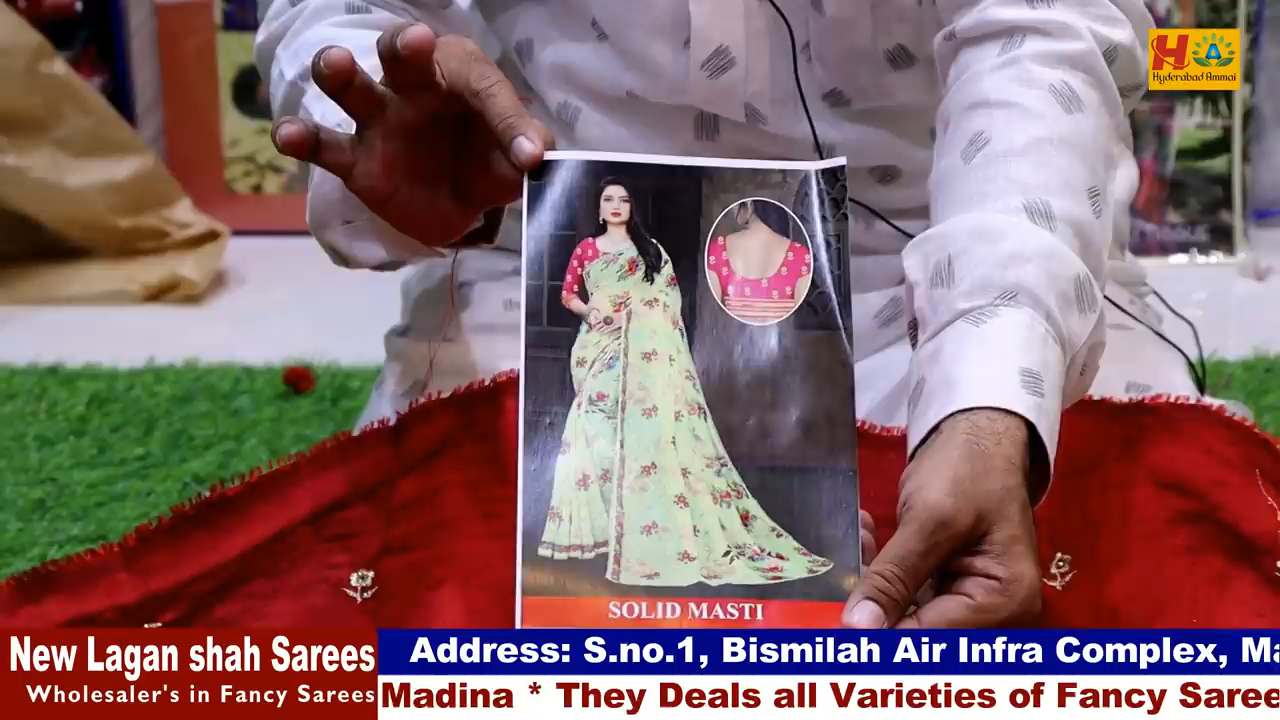 H A
Hyderabad Ammai
SOLID MASTI
New Lagan shah Sarees
Wholesaler's in Fancy Sarees
Address: S.no.1, Bismilah Air Infra Complex, Ma
Madina * They Deals all Varieties of Fancy Saree